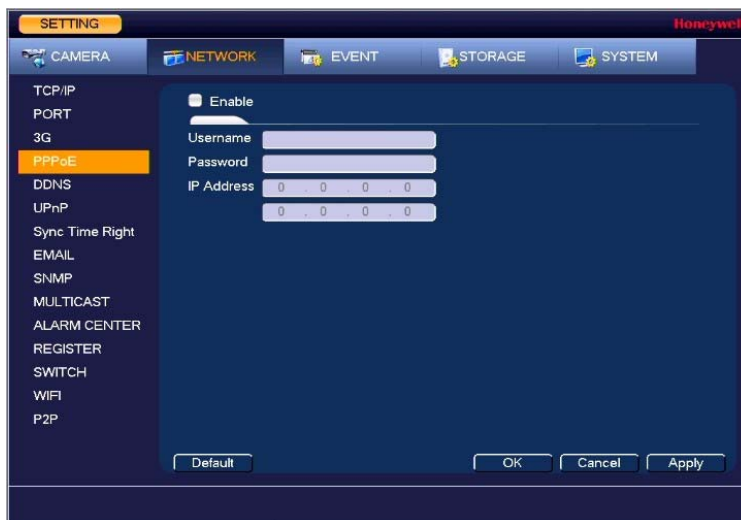 SETTING
Honeywell
CAMERA NETWORK EVENT STORAGE SYSTEM
TCP/IP
PORT
3G
PPPoE
DDNS
UPnP
Sync Time Right
EMAIL
SNMP
MULTICAST
ALARM CENTER
REGISTER
SWITCH
WIFI
P2P
Enable
Username
Password
IP Address 0 . 0 . 0 . 0
0 . 0 . 0 . 0
Default OK Cancel Apply